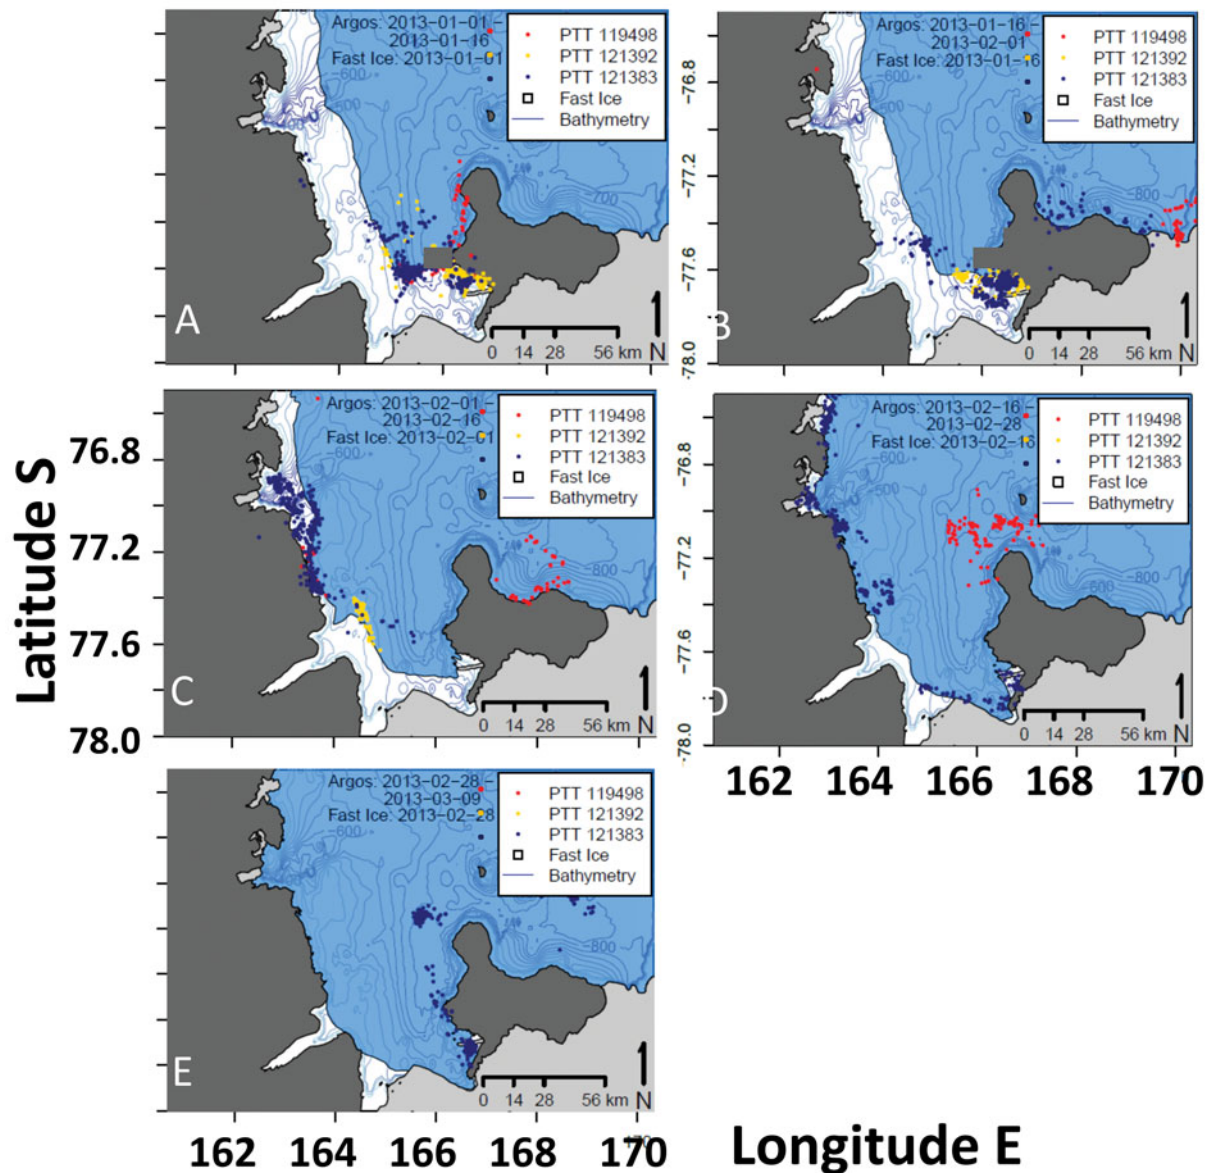 Argos: 2013-01-01 -
2013-01-16
Fast Ice: 2013-01-01
PTT 119498
PTT 121392
PTT 121383
Fast Ice
Bathymetry
-600
-700
A
0 14 28 56 km
N
Argos: 2013-01-16 -
2013-02-01
Fast Ice: 2013-01-16
PTT 119498
PTT 121392
PTT 121383
Fast Ice
Bathymetry
-600
-500
-800
-76.8
-77.2
-77.6
-78.0
B
0 14 28 56 km
N
Argos: 2013-02-01 -
2013-02-16
Fast Ice: 2013-02-01
PTT 119498
PTT 121392
PTT 121383
Fast Ice
Bathymetry
-600
-800
Latitude S
76.8
77.2
77.6
78.0
C
0 14 28 56 km
N
Argos: 2013-02-16 -
2013-02-28
Fast Ice: 2013-02-16
PTT 119498
PTT 121392
PTT 121383
Fast Ice
Bathymetry
-600
-500
-800
-76.8
-77.2
-77.6
-78.0
D
0 14 28 56 km
N
162 164 166 168 170
Argos: 2013-02-28 -
2013-03-09
Fast Ice: 2013-02-28
PTT 119498
PTT 121392
PTT 121383
Fast Ice
Bathymetry
-600
-800
E
0 14 28 56 km
N
162 164 166 168 170
Longitude E